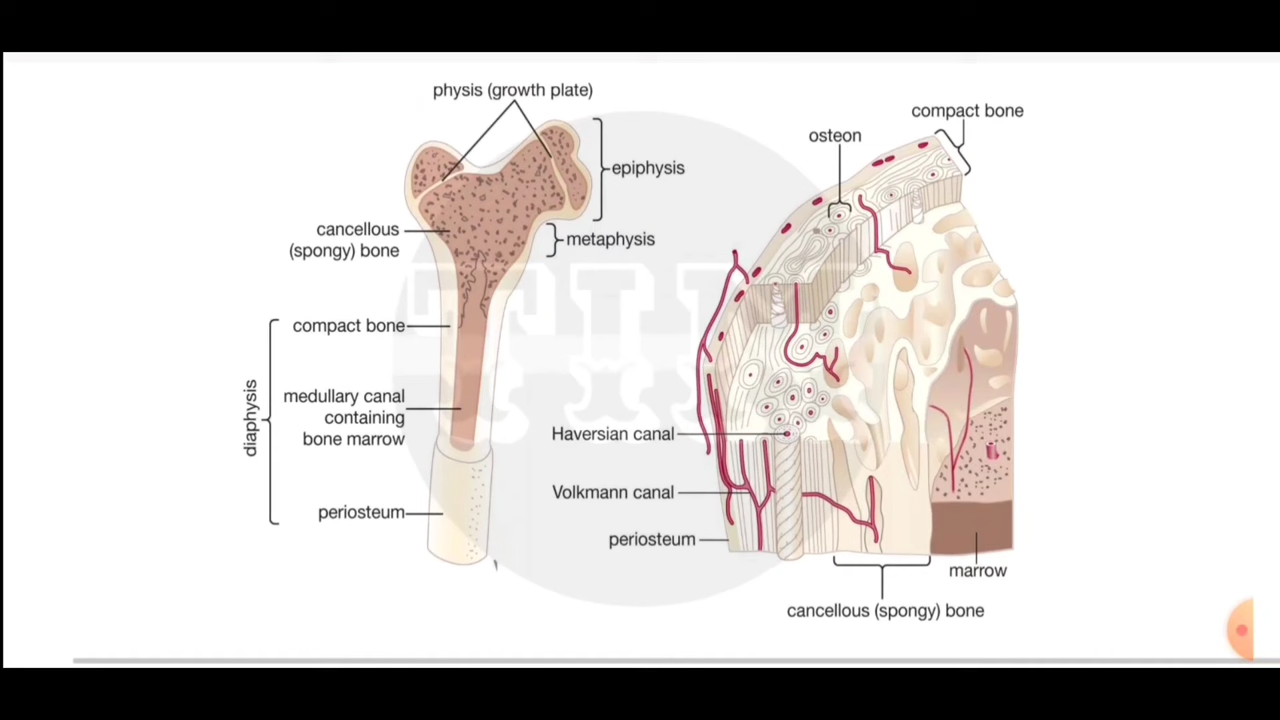 physis (growth plate)
epiphysis
cancellous
(spongy) bone
metaphysis
compact bone
diaphysis
medullary canal
containing
bone marrow
periosteum
compact bone
osteon
Haversian canal
Volkmann canal
periosteum
marrow
cancellous (spongy) bone